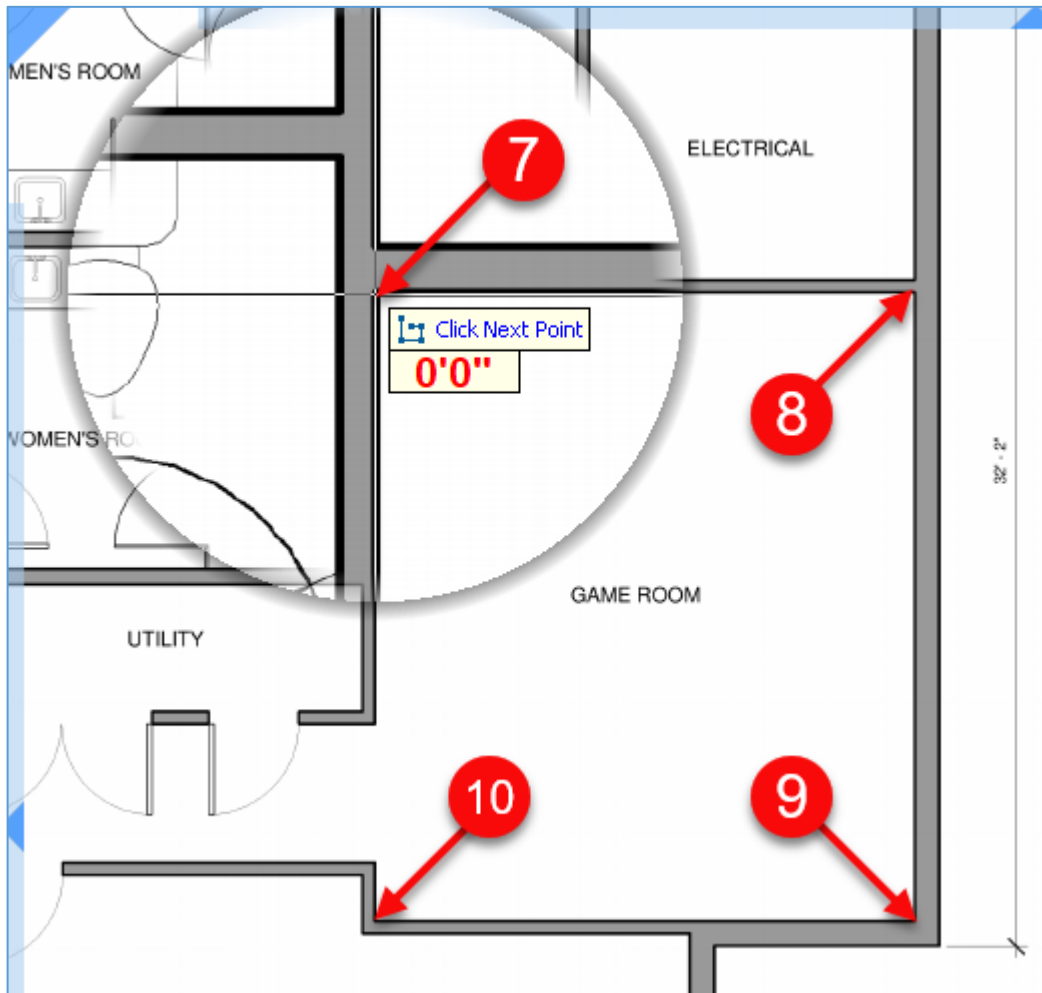 MEN'S ROOM
ELECTRICAL
7
Click Next Point
0'0"
8
WOMEN'S RO
32' - 2"
GAME ROOM
UTILITY
10
9